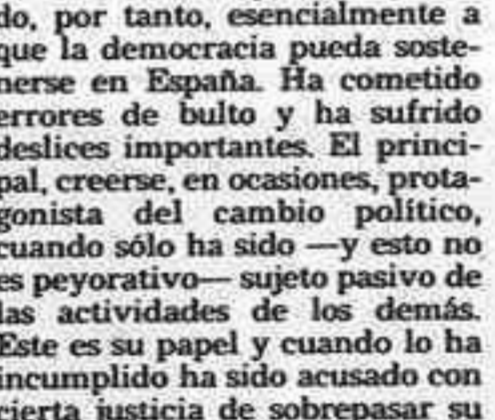 do, por tanto, esencialmente a
que la democracia pueda soste-
nerse en España. Ha cometido
errores de bulto y ha sufrido
deslices importantes. El princi-
pal, creerse, en ocasiones, prota-
gonista del cambio político,
cuando sólo ha sido —y esto no
es peyorativo— sujeto pasivo de
las actividades de los demás.
Este es su papel y cuando lo ha
incumplido ha sido acusado con
cierta justicia de sobrepasar su